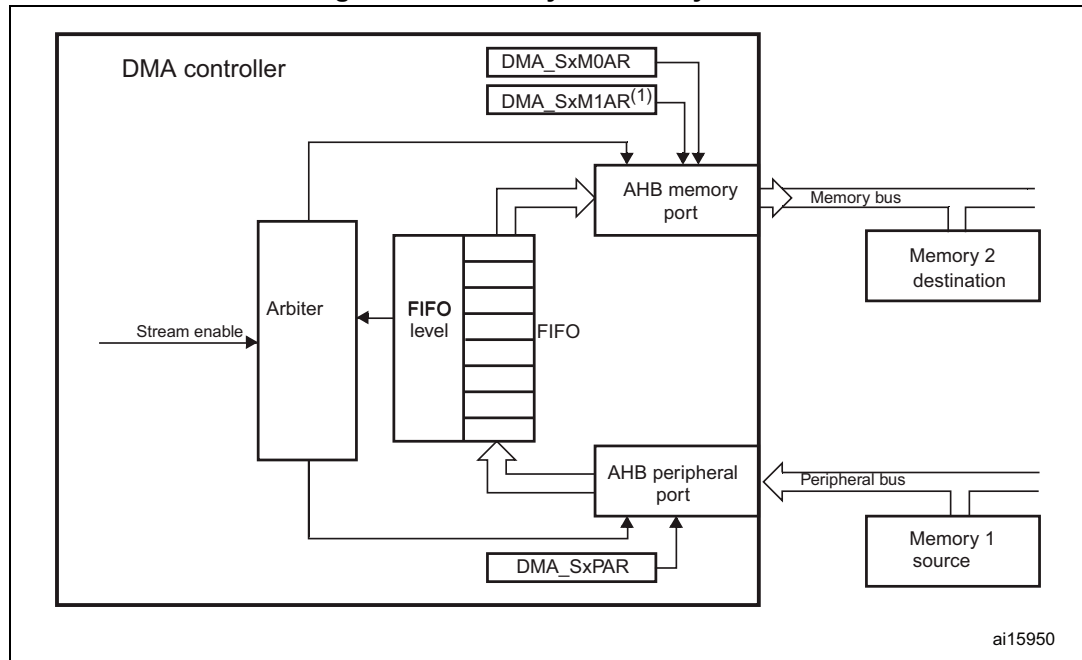 DMA controller
DMA_SxM0AR
DMA_SxM1AR(1)
AHB memory
port
Memory bus
Memory 2
destination
Arbiter
FIFO
level
FIFO
Stream enable
AHB peripheral
port
Peripheral bus
DMA_SxPAR
Memory 1
source
ai15950